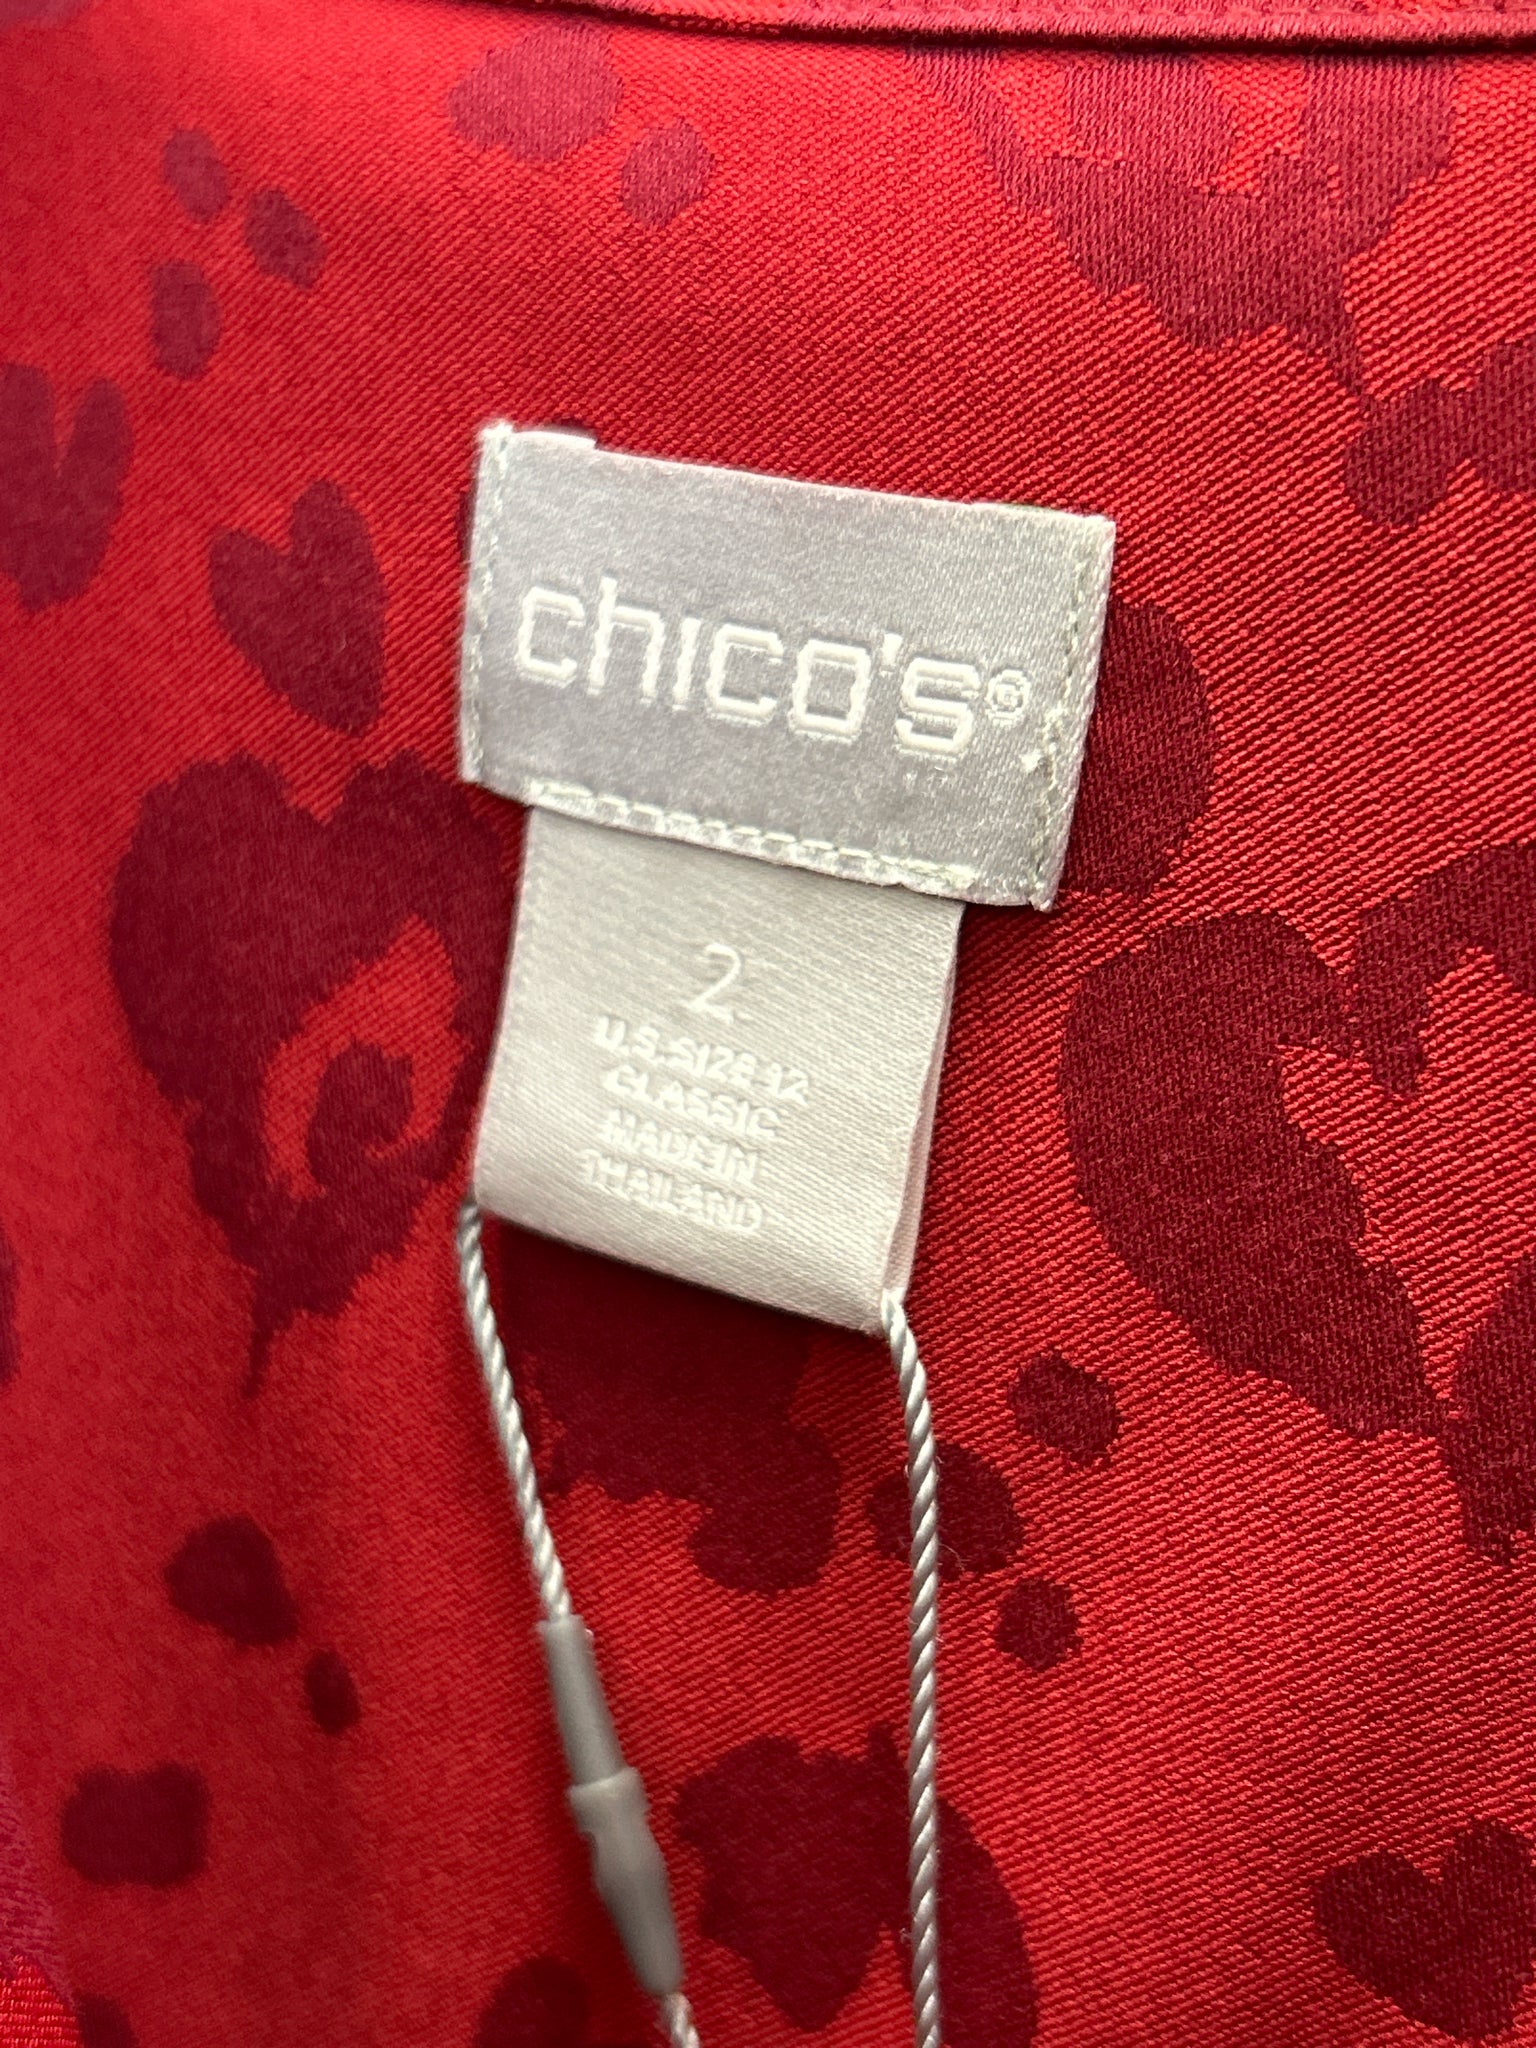 chico's®
2
U.S. SIZE 12
CLASSIC
MADE IN
THAILAND